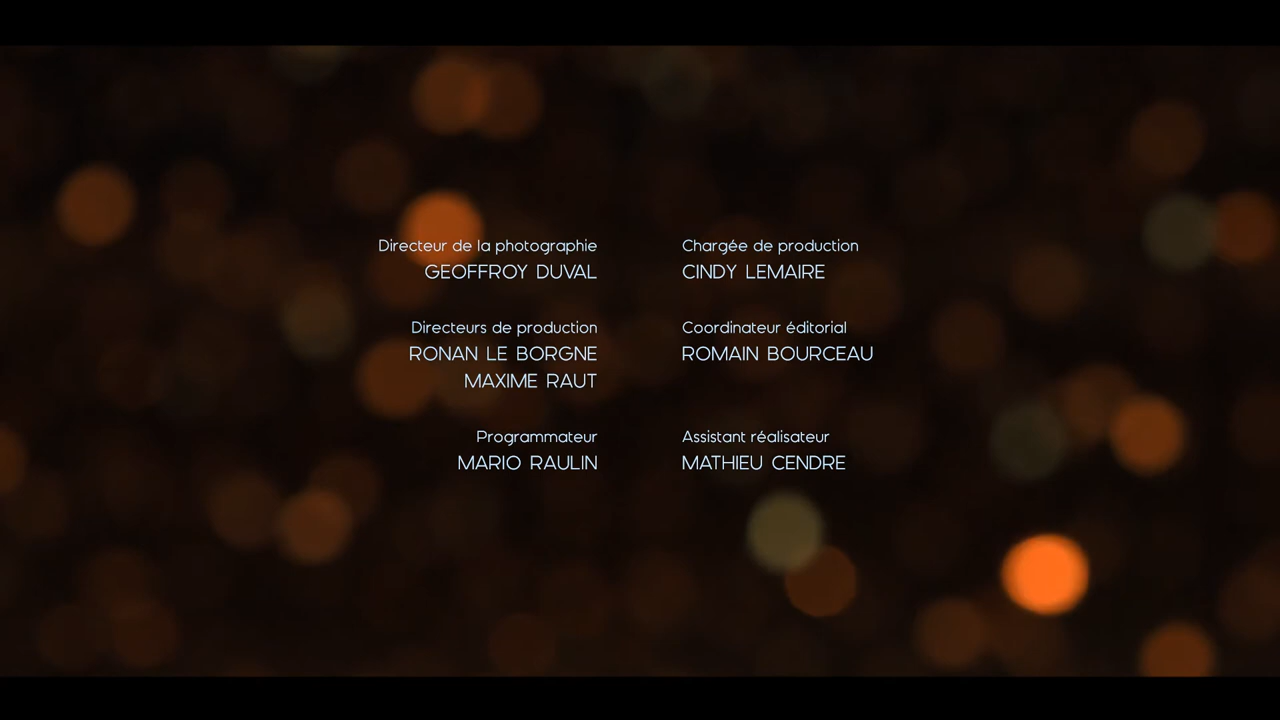 Directeur de la photographie
GEOFFROY DUVAL
Directeurs de production
RONAN LE BORGNE
MAXIME RAUT
Programmateur
MARIO RAULIN
Chargée de production
CINDY LEMAIRE
Coordinateur éditorial
ROMAIN BOURCEAU
Assistant réalisateur
MATHIEU CENDRE